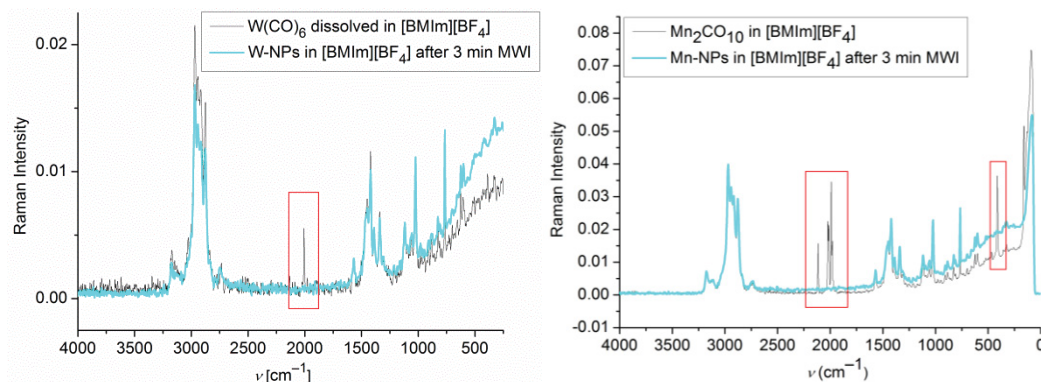 W(CO)6 dissolved in [BMIm][BF4]
W-NPs in [BMIm][BF4] after 3 min MWI
0.02
0.01
0.00
Raman Intensity
4000 3000 2500 2000 1500 1000 500
ν [cm−1]
Mn2CO10 in [BMIm][BF4]
Mn-NPs in [BMIm][BF4] after 3 min MWI
0.08
0.07
0.06
0.05
0.04
0.03
0.02
0.01
0.00
-0.01
Raman Intensity
4000 3500 3000 2500 2000 1500 1000 500 0
ν (cm−1)